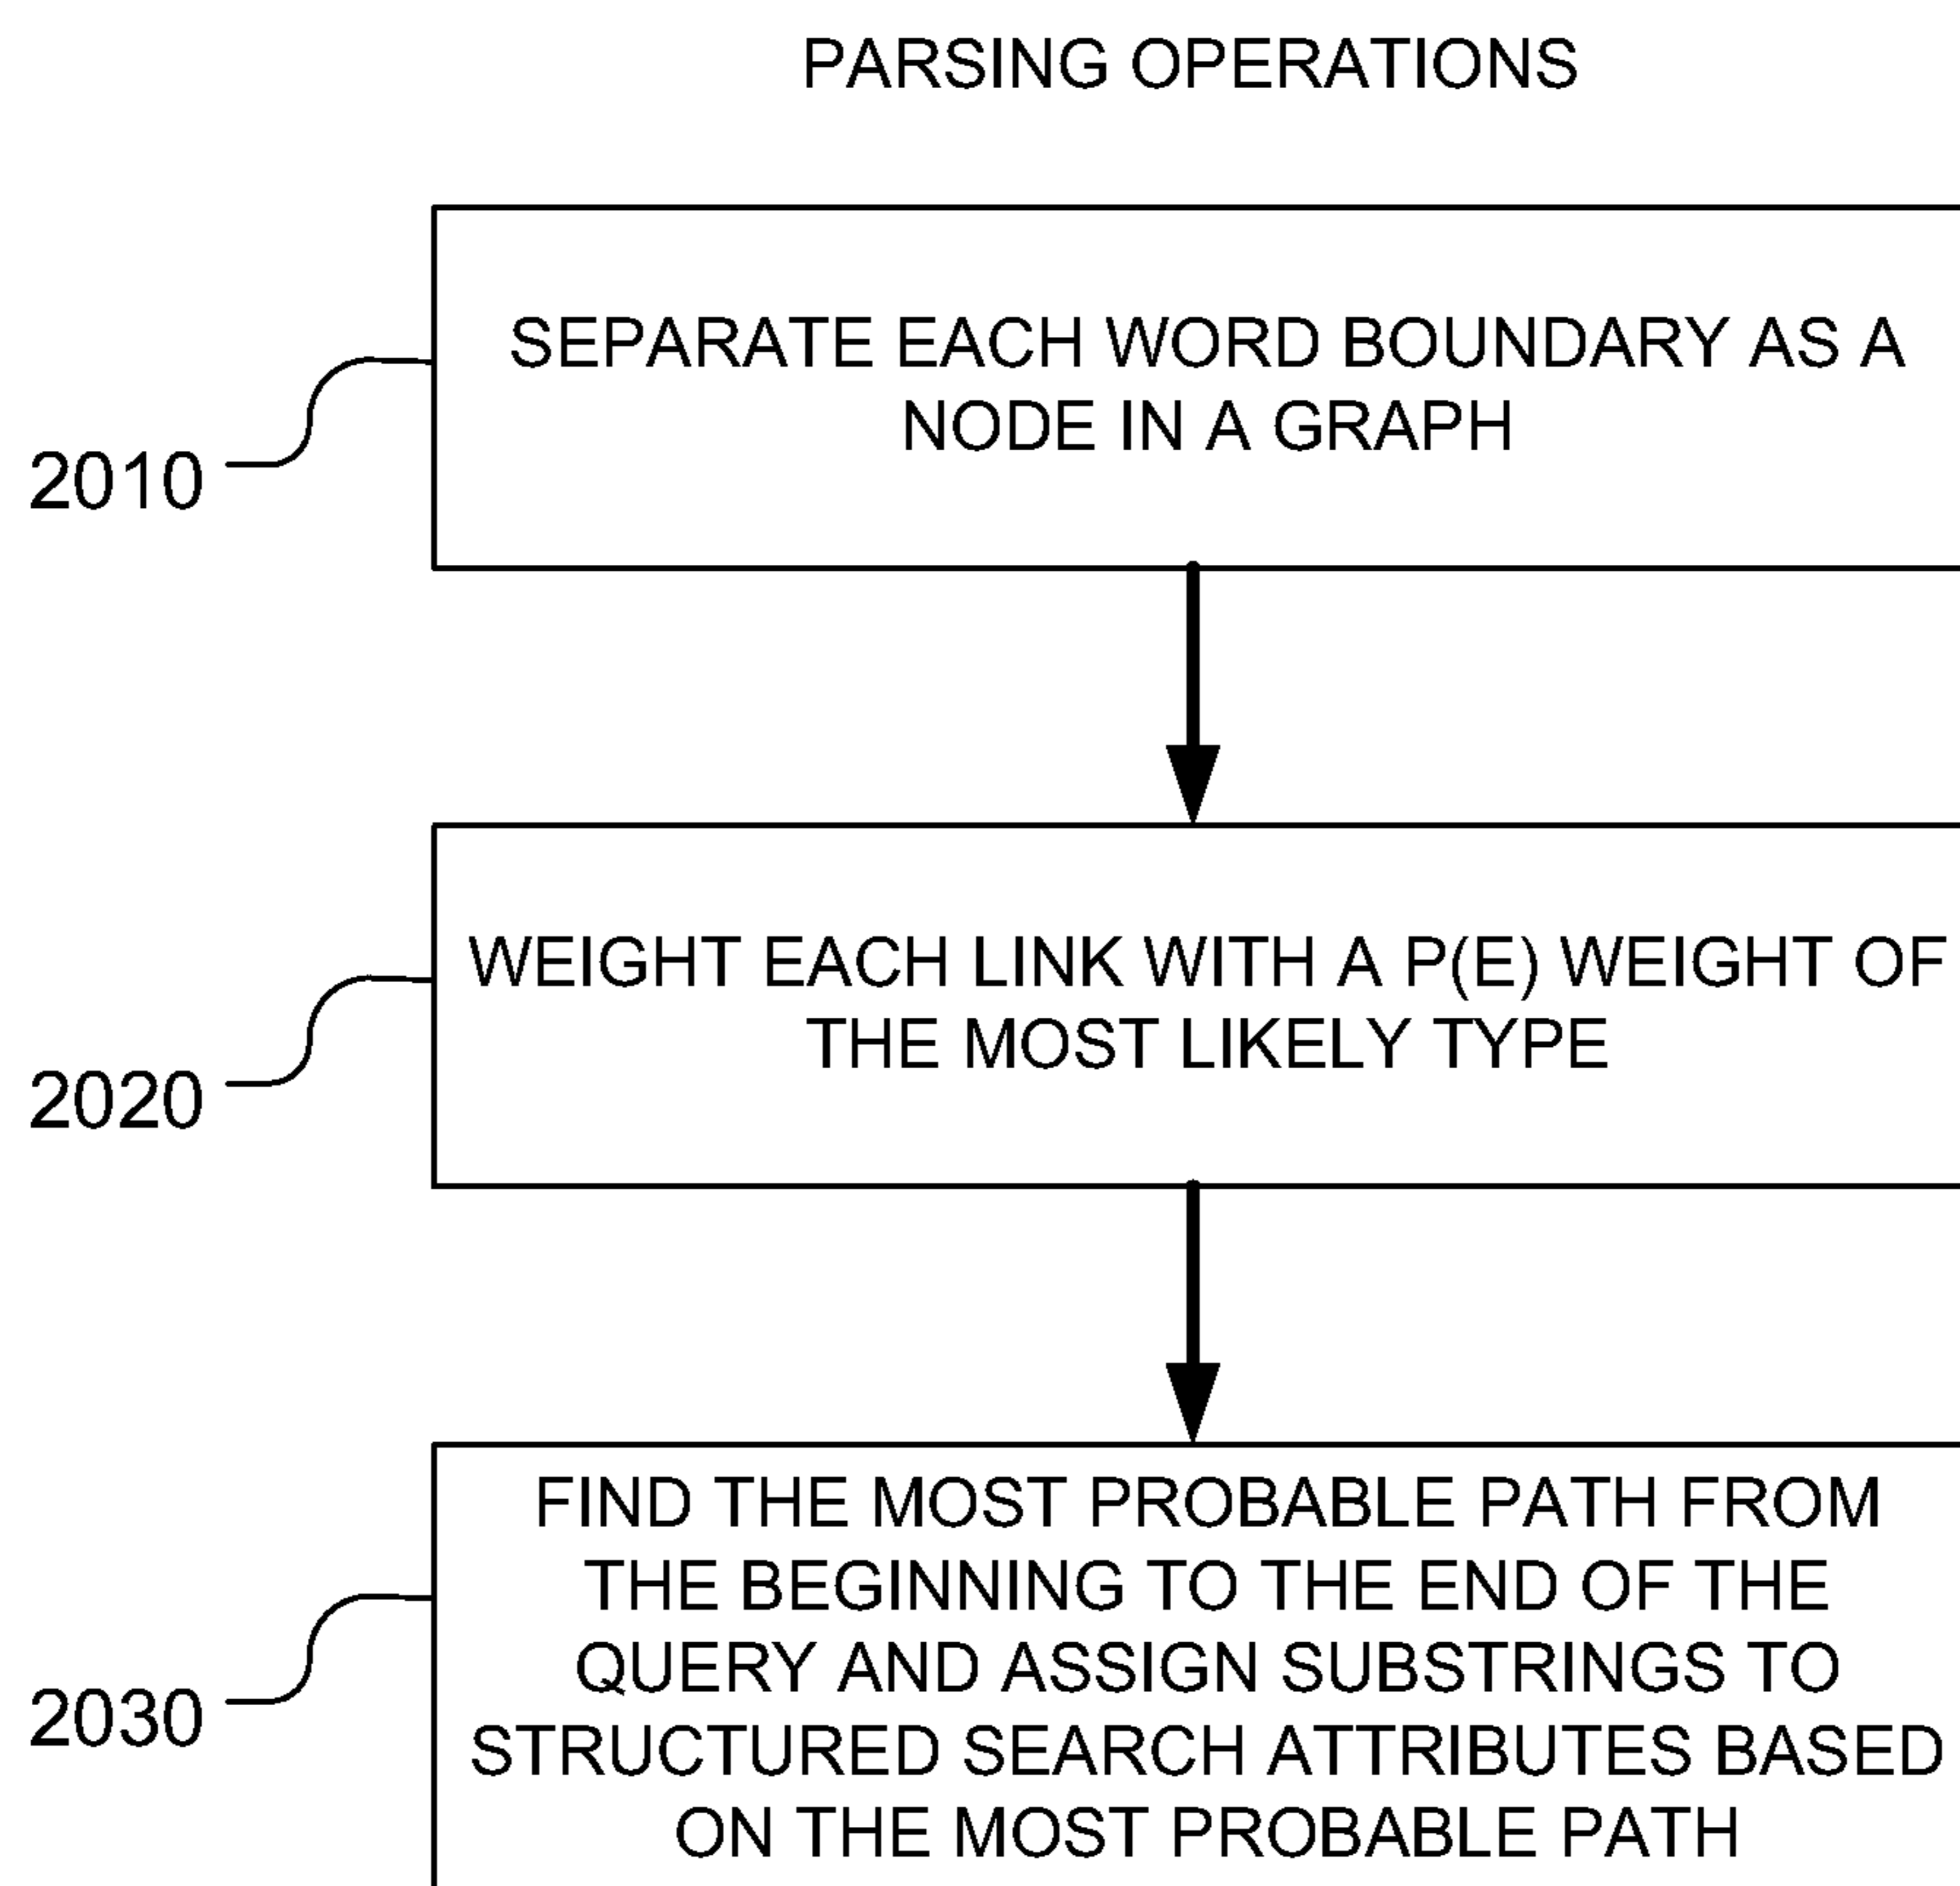 PARSING OPERATIONS
SEPARATE EACH WORD BOUNDARY AS A
NODE IN A GRAPH
2010
WEIGHT EACH LINK WITH A P(E) WEIGHT OF
THE MOST LIKELY TYPE
2020
FIND THE MOST PROBABLE PATH FROM
THE BEGINNING TO THE END OF THE
QUERY AND ASSIGN SUBSTRINGS TO
STRUCTURED SEARCH ATTRIBUTES BASED
ON THE MOST PROBABLE PATH
2030